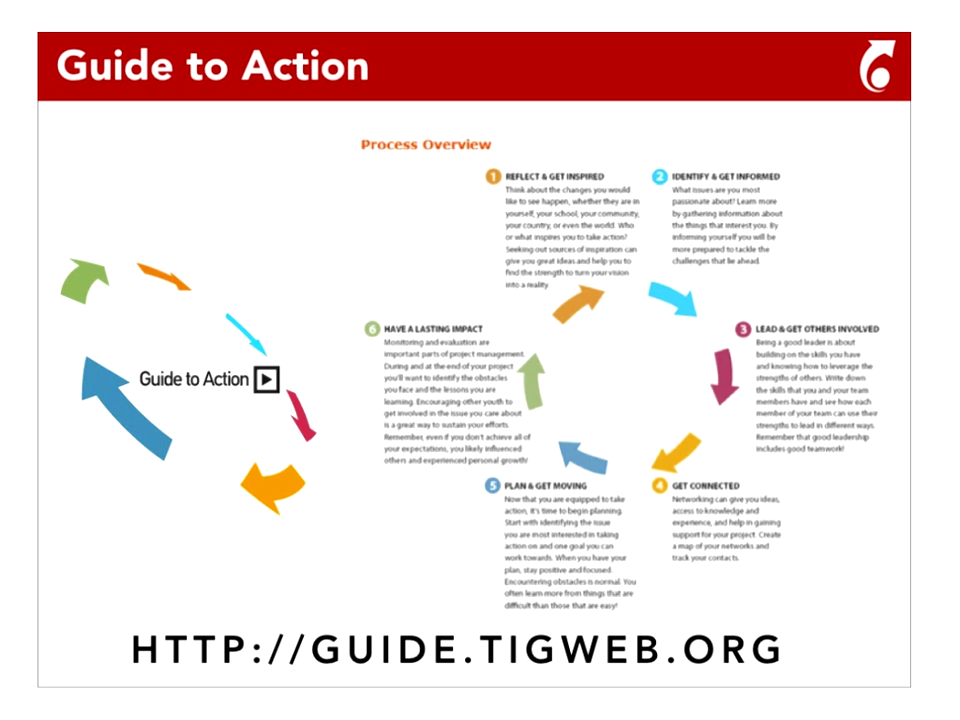 Guide to Action
Process Overview
1 REFLECT & GET INSPIRED
Think about the changes you would
like to see happen, whether they are in
yourself, your school, your community,
your country, or even the world. Who
or what inspires you to take action?
Seeking out sources of inspiration can
give you great ideas and help you to
find the strength to turn your vision
into a reality.
2 IDENTIFY & GET INFORMED
What issues are you most
passionate about? Learn more
by gathering information about
the things that interest you. By
informing yourself you will be
more prepared to tackle the
challenges that lie ahead.
3 LEAD & GET OTHERS INVOLVED
Being a good leader is about
building on the skills you have
and knowing how to leverage the
strengths of others. Write down
the skills that you and your team
members have and see how each
member of your team can use their
strengths to lead in different ways.
Remember that good leadership
includes good teamwork!
4 GET CONNECTED
Networking can give you ideas,
access to knowledge and
experience, and help in gaining
support for your project. Create
a map of your networks and
track your contacts.
5 PLAN & GET MOVING
Now that you are equipped to take
action, it's time to begin planning.
Start with identifying the issue
you are most interested in taking
action on and one goal you can
work towards. When you have your
plan, stay positive and focused.
Encountering obstacles is normal. You
often learn more from things that are
difficult than those that are easy!
6 HAVE A LASTING IMPACT
Monitoring and evaluation are
important parts of project management.
During and at the end of your project
you'll want to identify the obstacles
you face and the lessons you are
learning. Encouraging other youth to
get involved in the issue you care about
is a great way to sustain your efforts.
Remember, even if you don't achieve all of
your expectations, you likely influenced
others and experienced personal growth!
Guide to Action
HTTP://GUIDE.TIGWEB.ORG